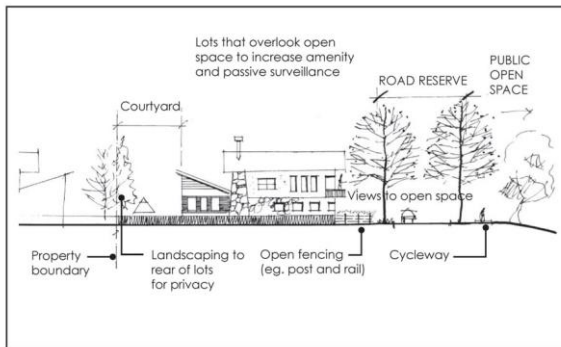 Lots that overlook open
space to increase amenity
and passive surveillance
PUBLIC
OPEN
SPACE
ROAD RESERVE
Courtyard
Views to open space
Property
boundary
Landscaping to
rear of lots
for privacy
Open fencing
(eg. post and rail)
Cycleway